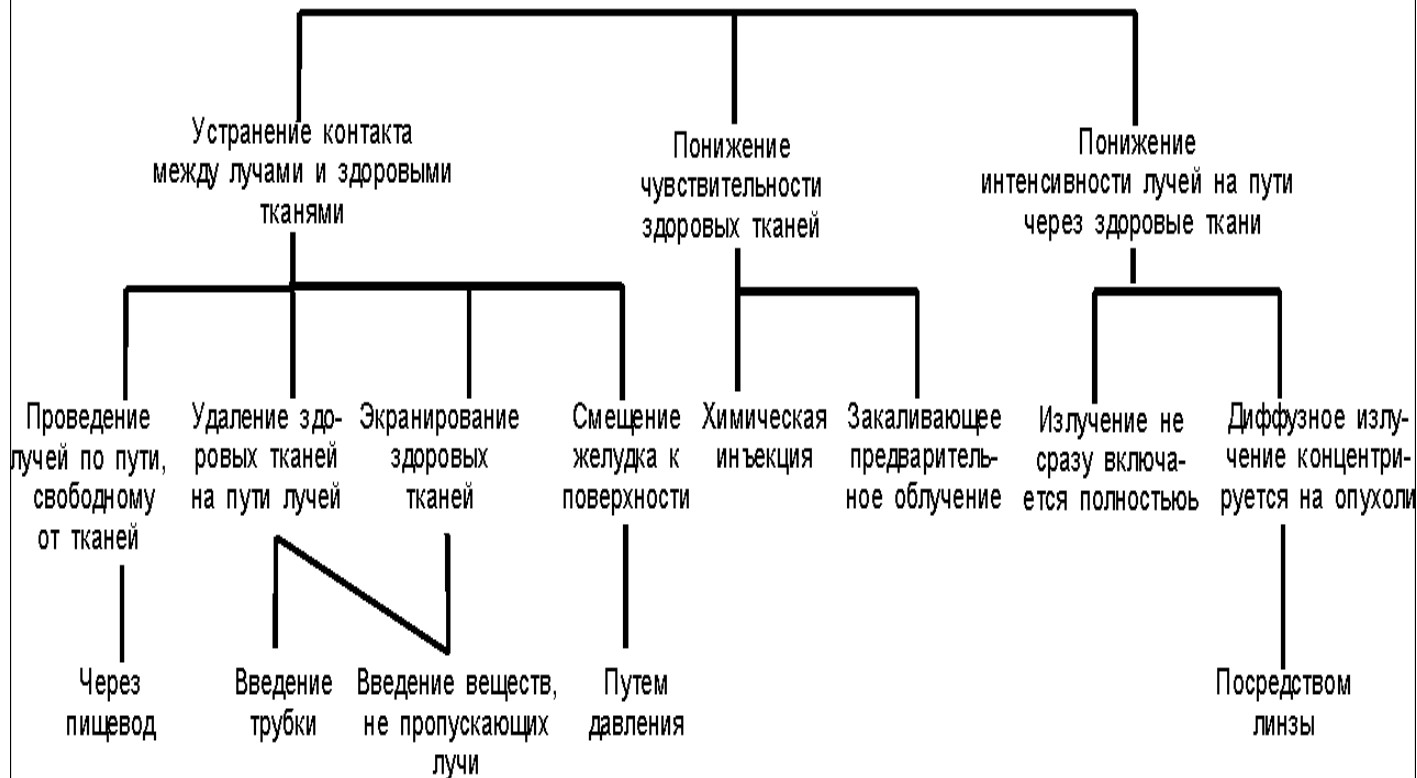 Устранение контакта
между лучами и здоровыми
тканями
Понижение
чувствительности
здоровых тканей
Понижение
интенсивности лучей на пути
через здоровые ткани
Проведение
лучей по пути,
свободному
от тканей
Удаление здо-
ровых тканей
на пути лучей
Экранирование
здоровых
тканей
Смещение
желудка к
поверхности
Химическая
инъекция
Закаливающее
предваритель-
ное облучение
Излучение не
сразу включа-
ется полностьюь
Диффузное излу-
чение концентри-
руется на опухоли
Через
пищевод
Введение
трубки
Введение веществ,
не пропускающих
лучи
Путем
давления
Посредством
линзы